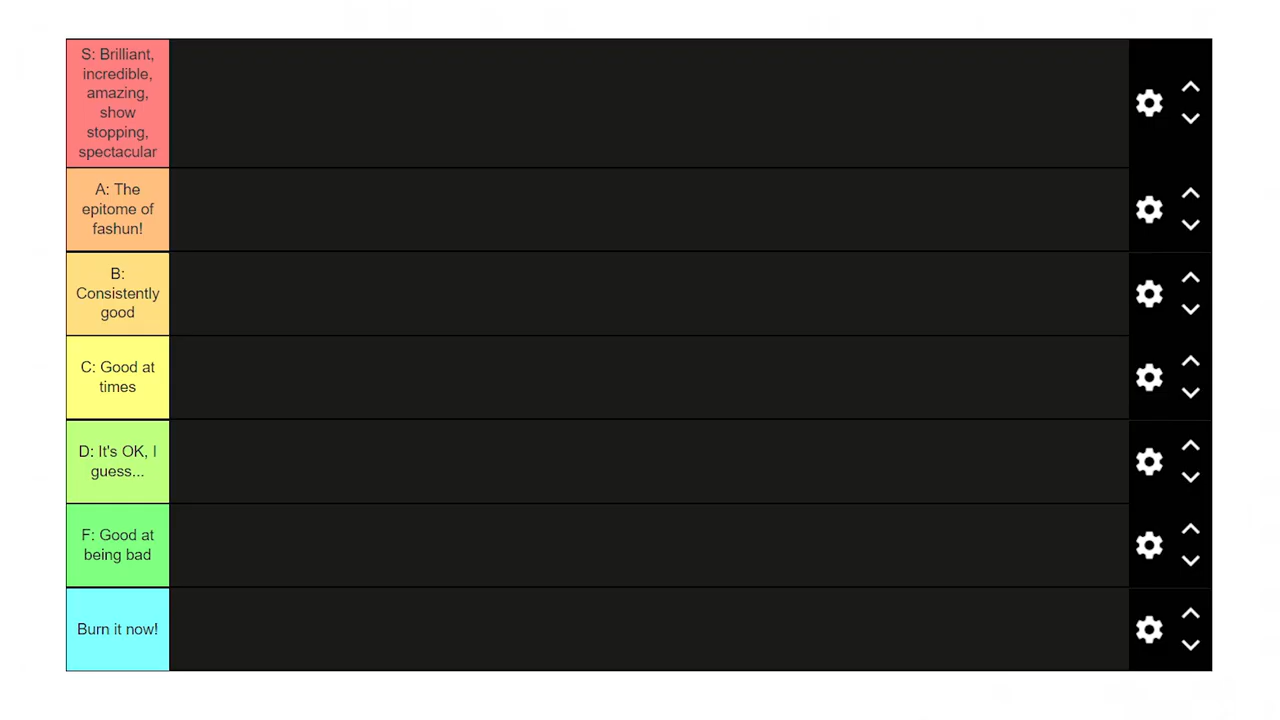 S: Brilliant,
incredible,
amazing,
show
stopping,
spectacular
A: The
epitome of
fashun!
B:
Consistently
good
C: Good at
times
D: It's OK, I
guess...
F: Good at
being bad
Burn it now!